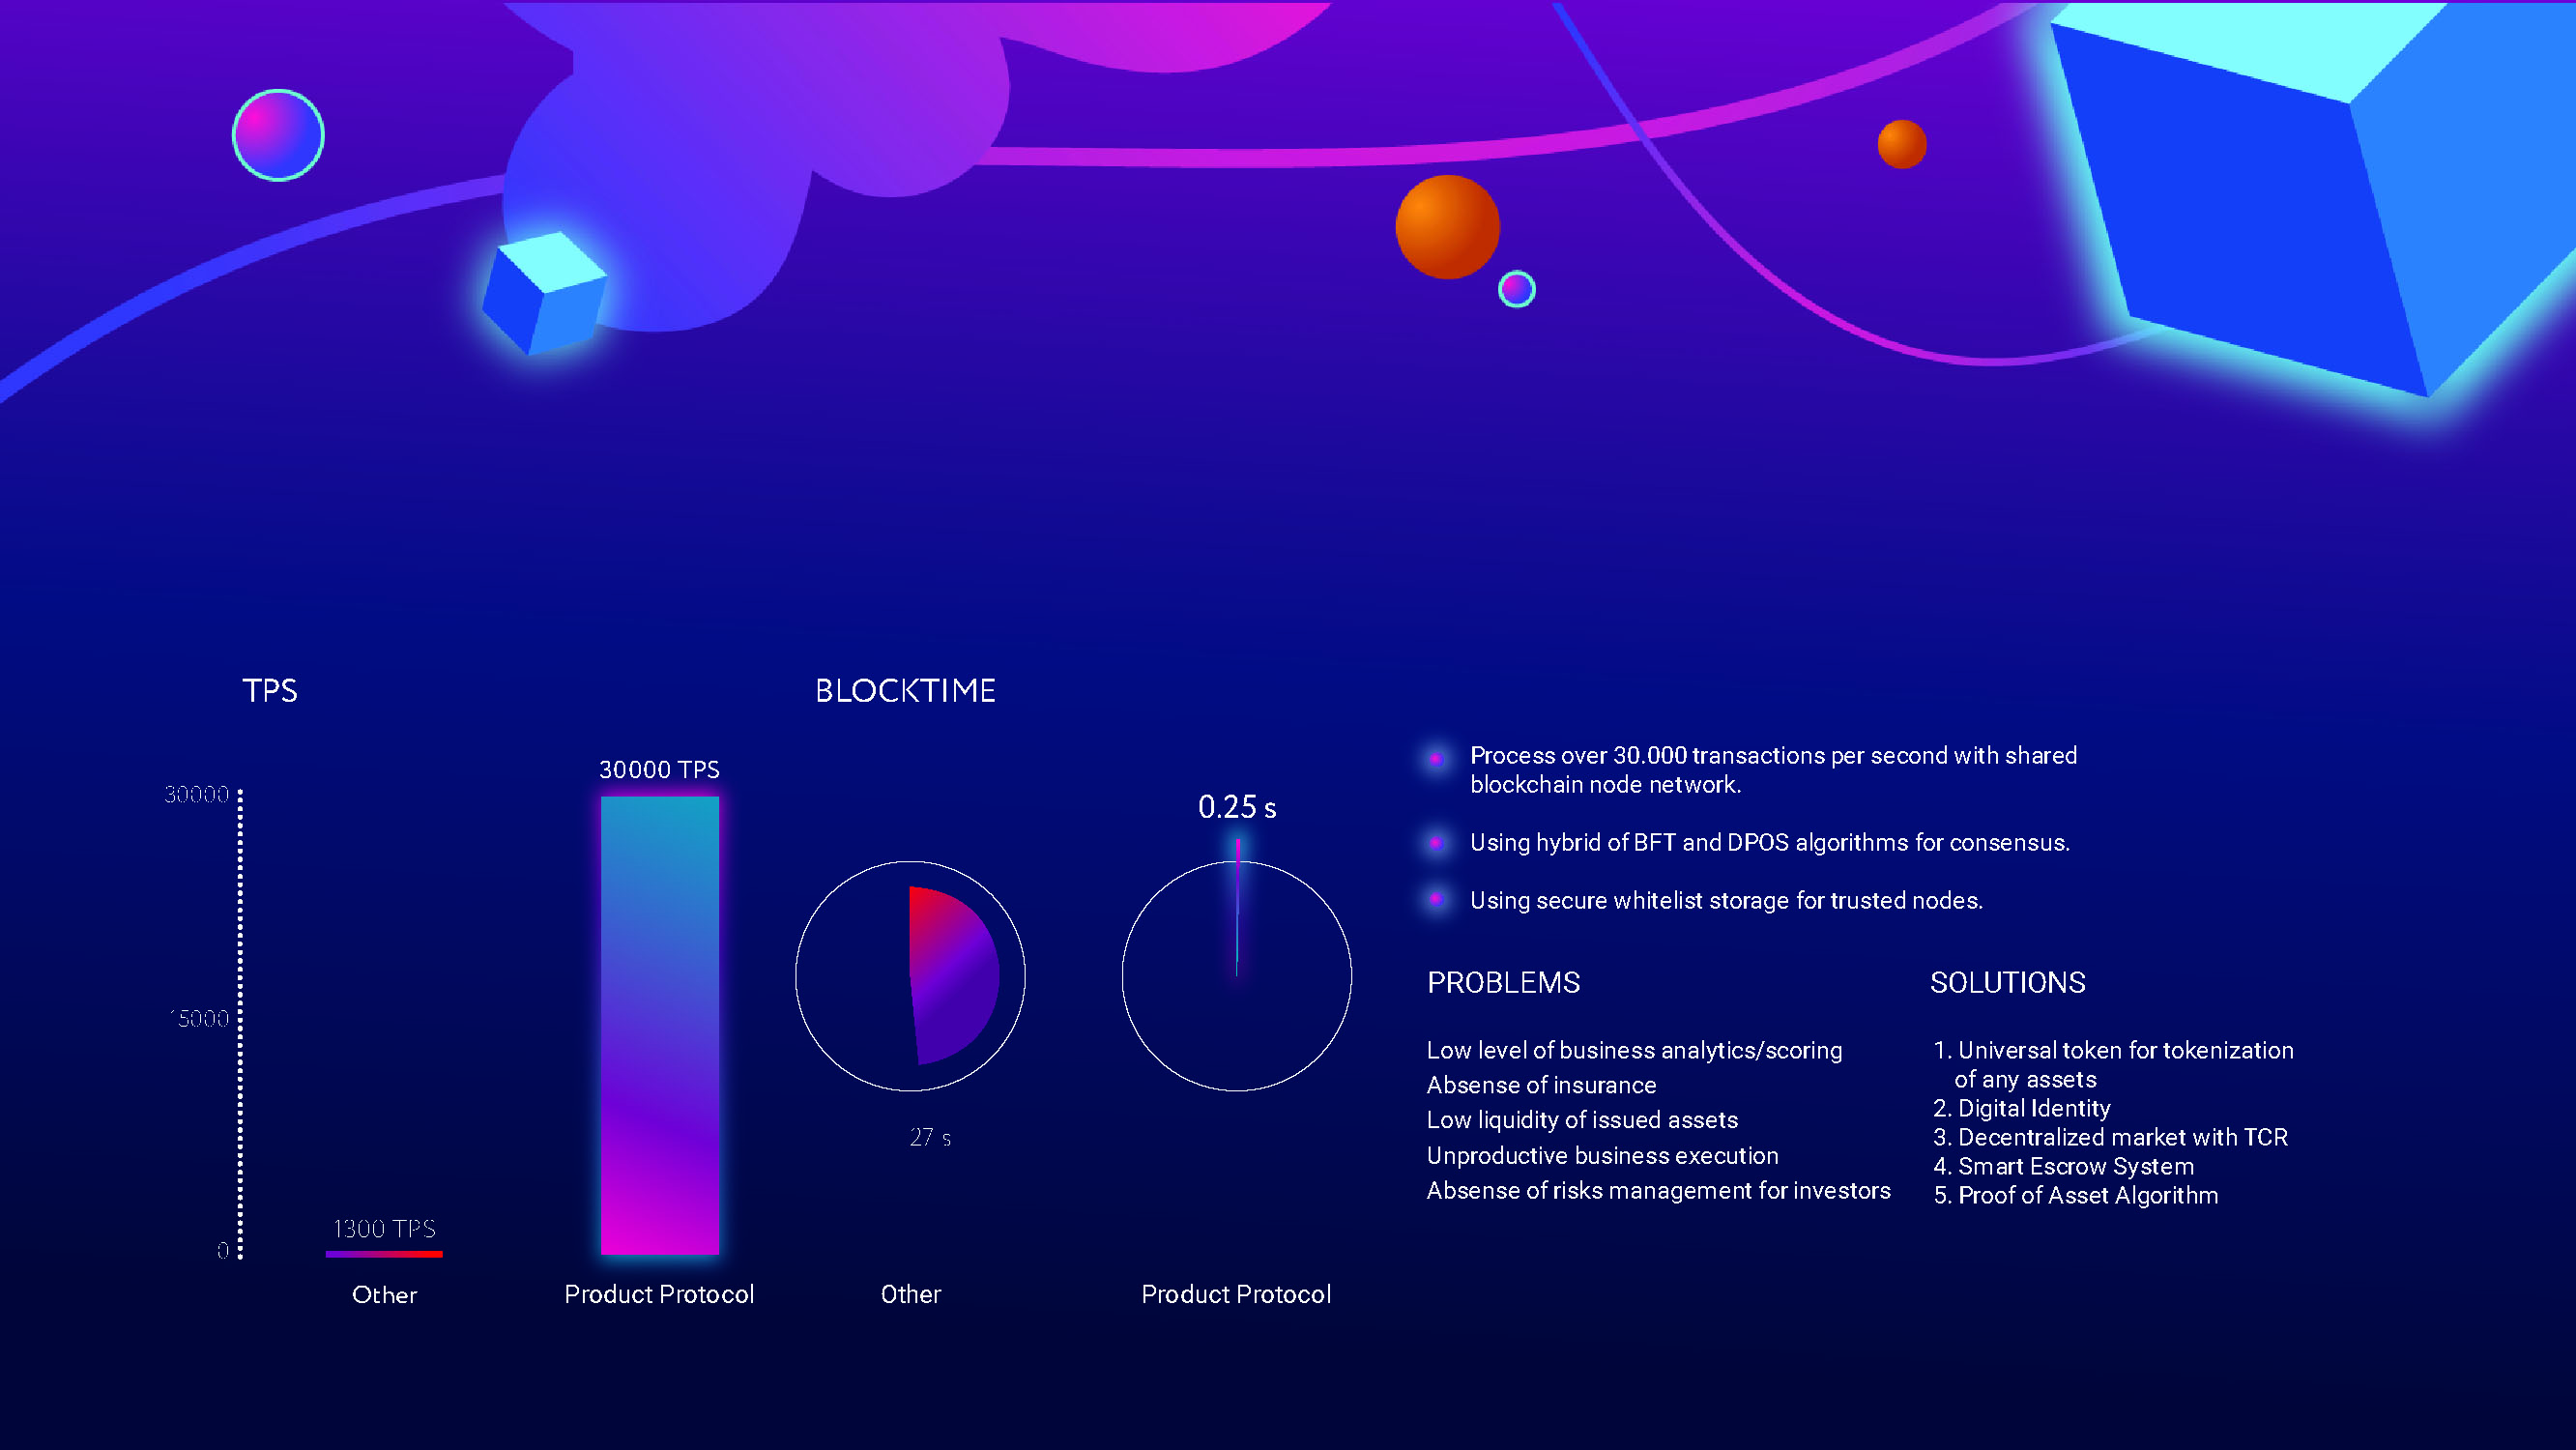 TPS
30000 TPS
30000
15000
1300 TPS
0
Other
Product Protocol
BLOCKTIME
0.25 s
27 s
Other
Product Protocol
Process over 30.000 transactions per second with shared
blockchain node network.
Using hybrid of BFT and DPOS algorithms for consensus.
Using secure whitelist storage for trusted nodes.
PROBLEMS
Low level of business analytics/scoring
Absense of insurance
Low liquidity of issued assets
Unproductive business execution
Absense of risks management for investors
SOLUTIONS
1. Universal token for tokenization
of any assets
2. Digital Identity
3. Decentralized market with TCR
4. Smart Escrow System
5. Proof of Asset Algorithm